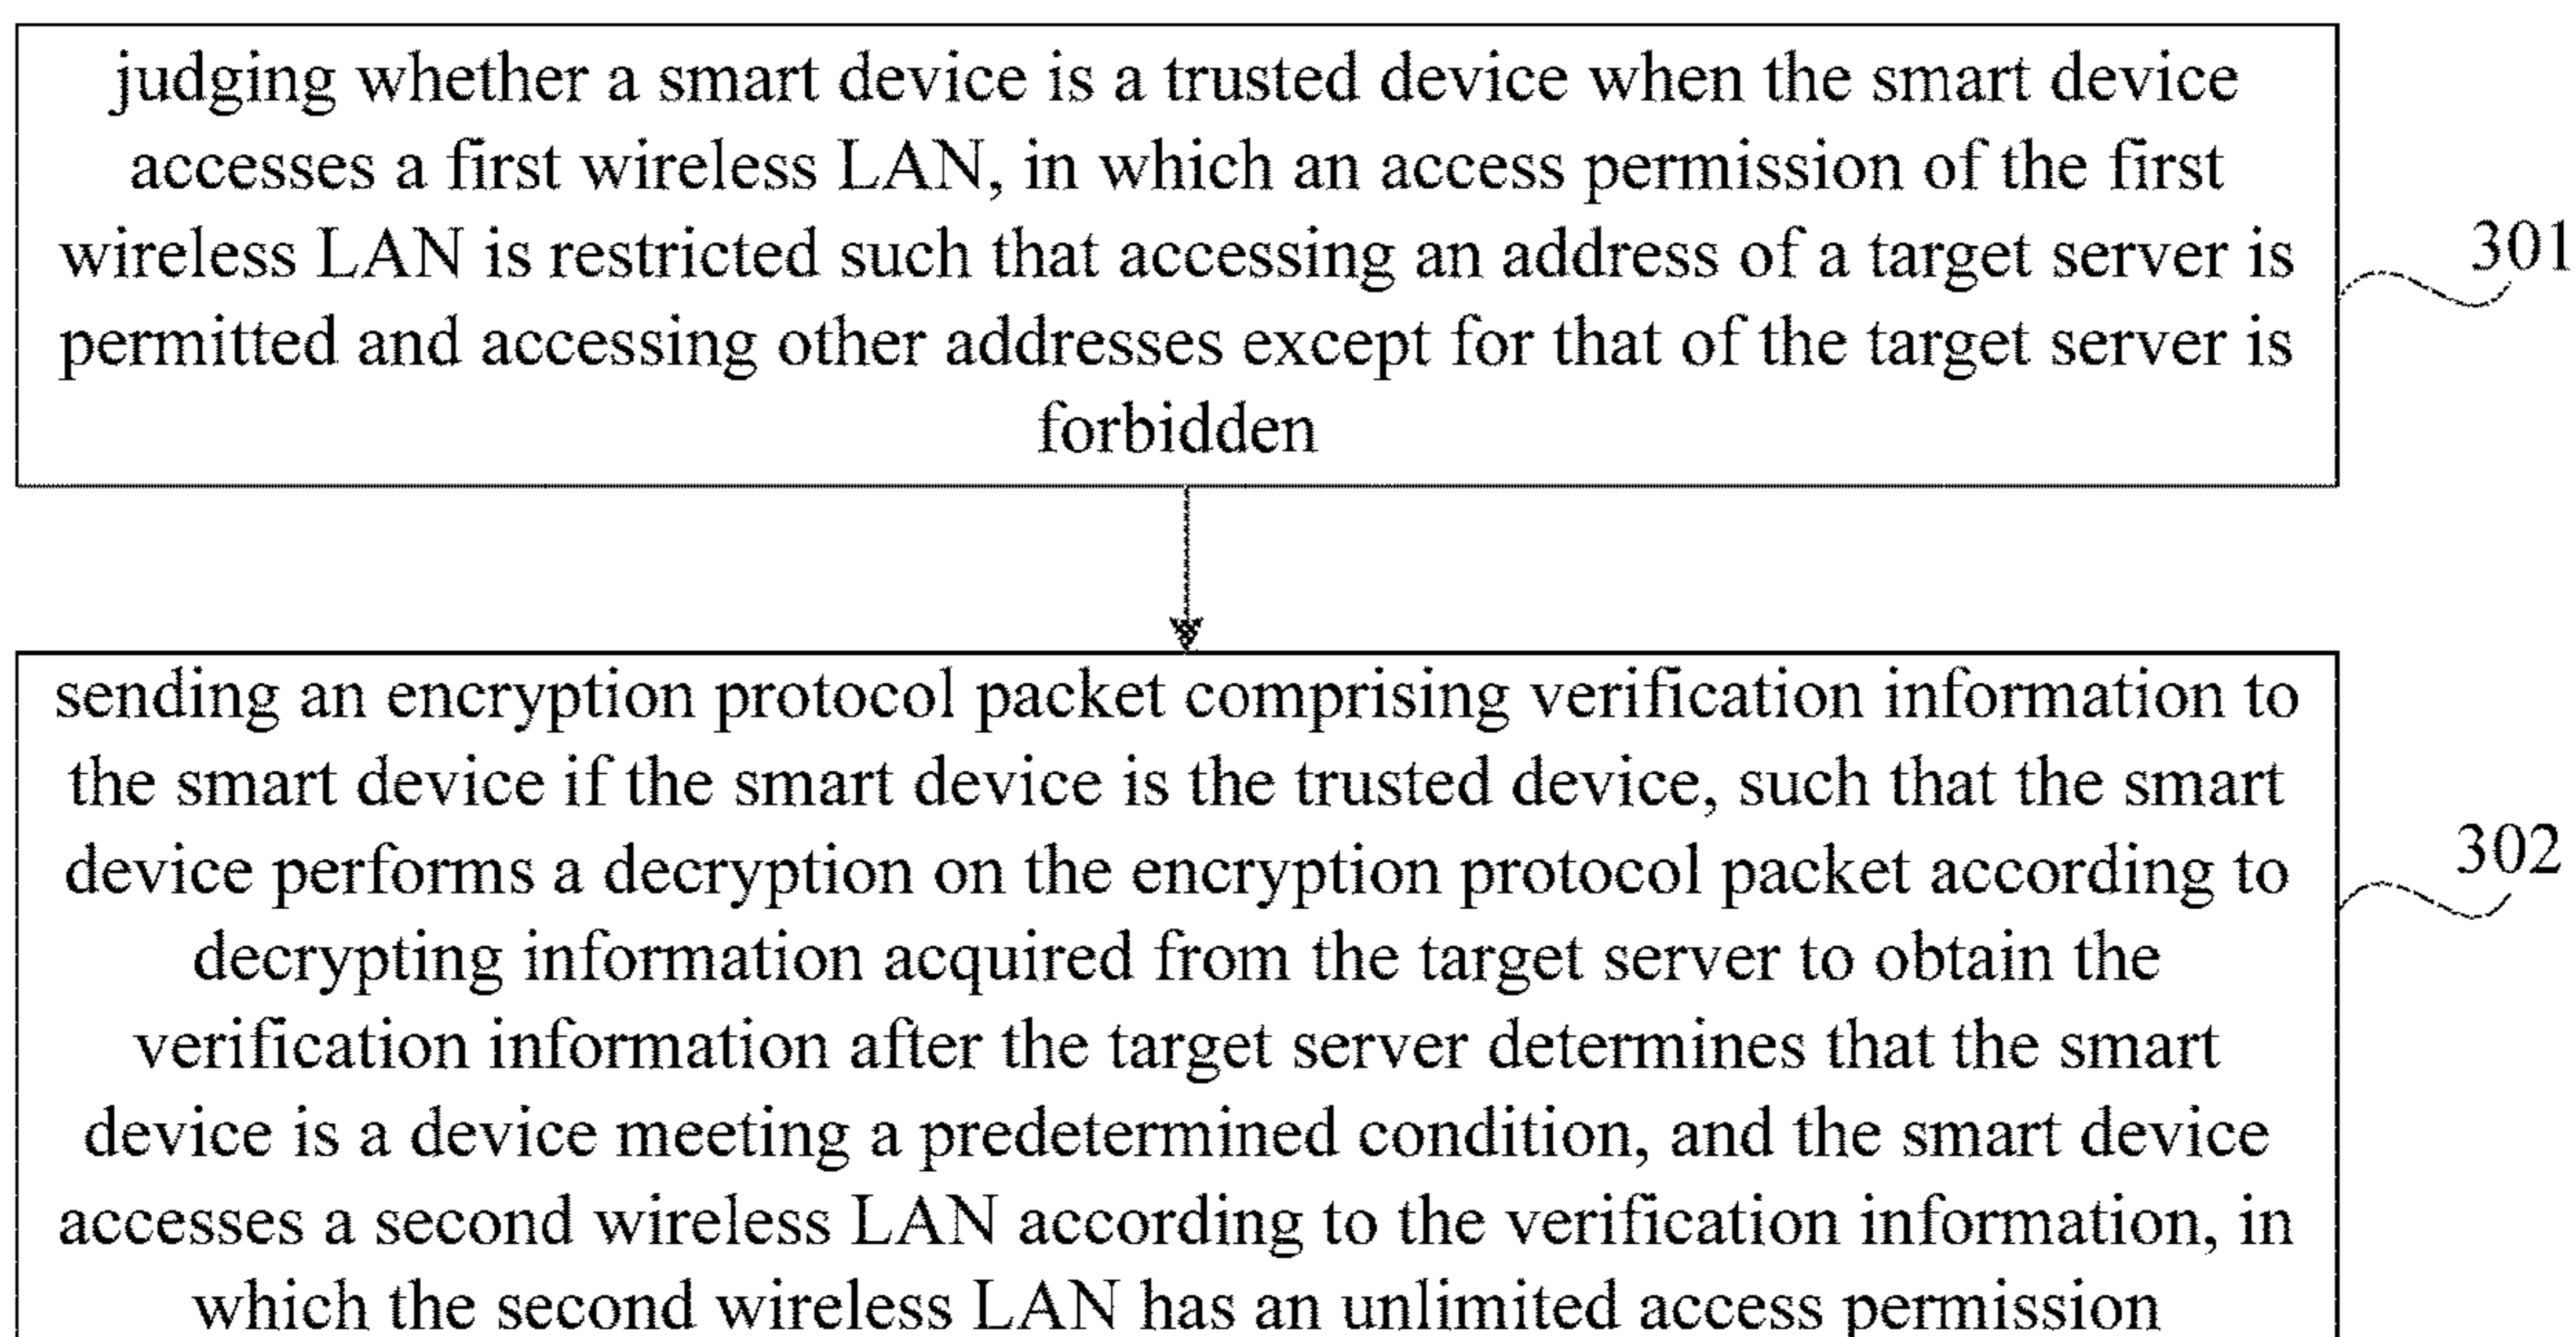 judging whether a smart device is a trusted device when the smart device
accesses a first wireless LAN, in which an access permission of the first
wireless LAN is restricted such that accessing an address of a target server is
permitted and accessing other addresses except for that of the target server is
forbidden
301
sending an encryption protocol packet comprising verification information to
the smart device if the smart device is the trusted device, such that the smart
device performs a decryption on the encryption protocol packet according to
decrypting information acquired from the target server to obtain the
verification information after the target server determines that the smart
device is a device meeting a predetermined condition, and the smart device
accesses a second wireless LAN according to the verification information, in
which the second wireless LAN has an unlimited access permission
302